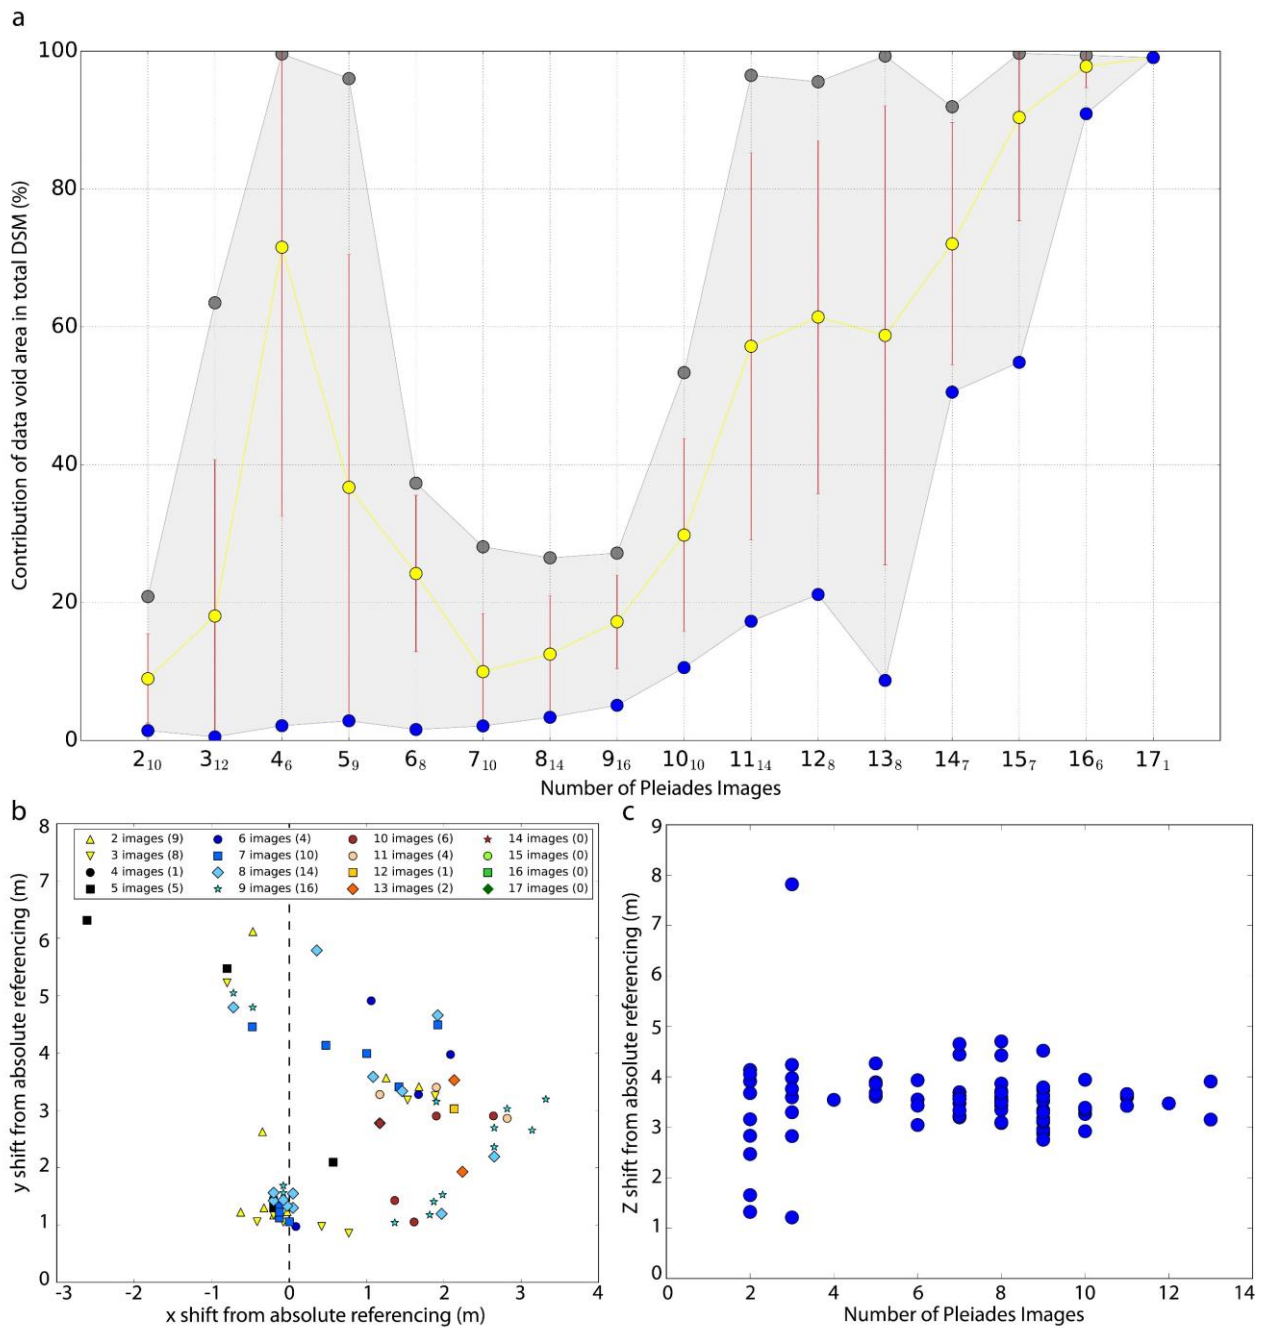 a
100
80
60
40
20
0
Contribution of data void area in total DSM (%)
2₁₀ 3₁₂ 4₆ 5₉ 6₈ 7₁₀ 8₁₄ 9₁₆ 10₁₀ 11₁₄ 12₈ 13₈ 14₇ 15₇ 16₆ 17₁
Number of Pleiades Images
b
2 images (9) 6 images (4) 10 images (6) 14 images (0)
3 images (8) 7 images (10) 11 images (4) 15 images (0)
4 images (1) 8 images (14) 12 images (1) 16 images (0)
5 images (5) 9 images (16) 13 images (2) 17 images (0)
8
7
6
5
4
3
2
1
0
y shift from absolute referencing (m)
-3 -2 -1 0 1 2 3 4
x shift from absolute referencing (m)
c
9
8
7
6
5
4
3
2
1
0
Z shift from absolute referencing (m)
0 2 4 6 8 10 12 14
Number of Pleiades Images